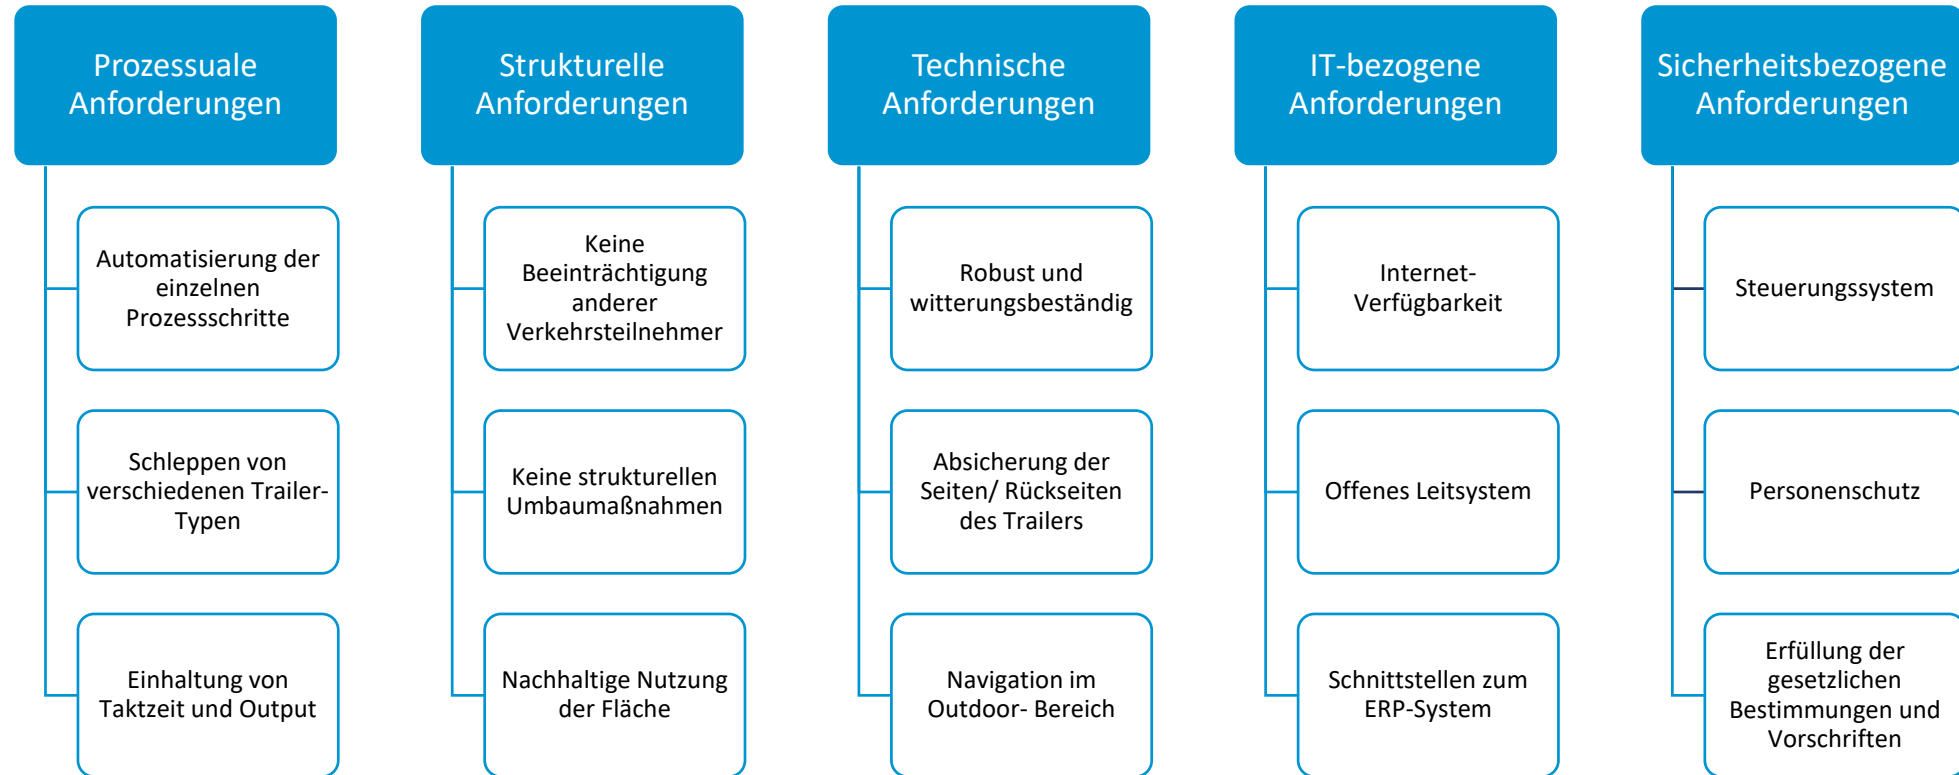 Prozessuale
Anforderungen
Automatisierung der
einzelnen
Prozessschritte
Schleppen von
verschiedenen Trailer-
Typen
Einhaltung von
Taktzeit und Output
Strukturelle
Anforderungen
Keine
Beeinträchtigung
anderer
Verkehrsteilnehmer
Keine strukturellen
Umbaumaßnahmen
Nachhaltige Nutzung
der Fläche
Technische
Anforderungen
Robust und
witterungsbeständig
Absicherung der
Seiten/ Rückseiten
des Trailers
Navigation im
Outdoor- Bereich
IT-bezogene
Anforderungen
Internet-
Verfügbarkeit
Offenes Leitsystem
Schnittstellen zum
ERP-System
Sicherheitsbezogene
Anforderungen
Steuerungssystem
Personenschutz
Erfüllung der
gesetzlichen
Bestimmungen und
Vorschriften